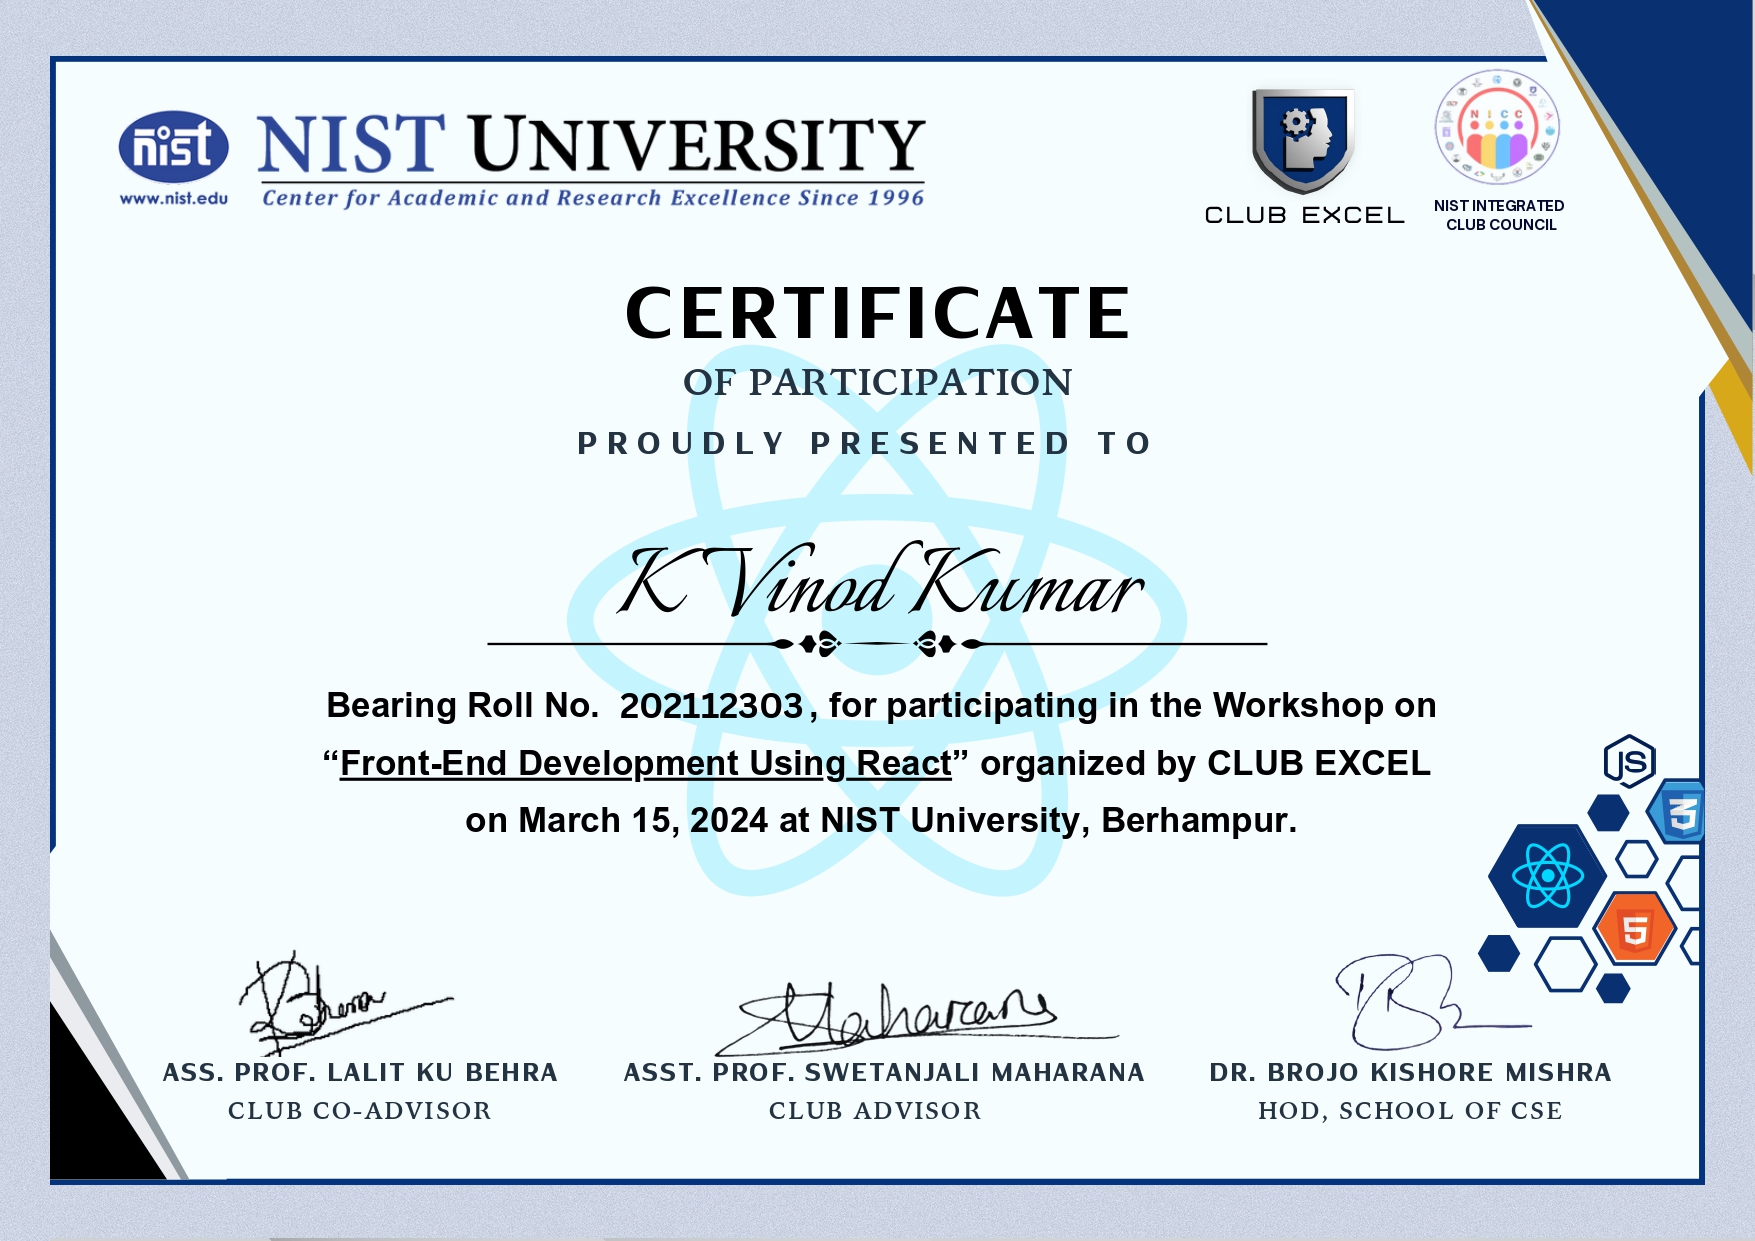 nist
www.nist.edu
NIST UNIVERSITY
Center for Academic and Research Excellence Since 1996
CLUB EXCEL
NICC
NIST INTEGRATED
CLUB COUNCIL
CERTIFICATE
OF PARTICIPATION
PROUDLY PRESENTED TO
K Vinod Kumar
Bearing Roll No. 202112303, for participating in the Workshop on
“Front-End Development Using React” organized by CLUB EXCEL
on March 15, 2024 at NIST University, Berhampur.
JS
3
5
Maharana
ASS. PROF. LALIT KU BEHRA
CLUB CO-ADVISOR
ASST. PROF. SWETANJALI MAHARANA
CLUB ADVISOR
DR. BROJO KISHORE MISHRA
HOD, SCHOOL OF CSE